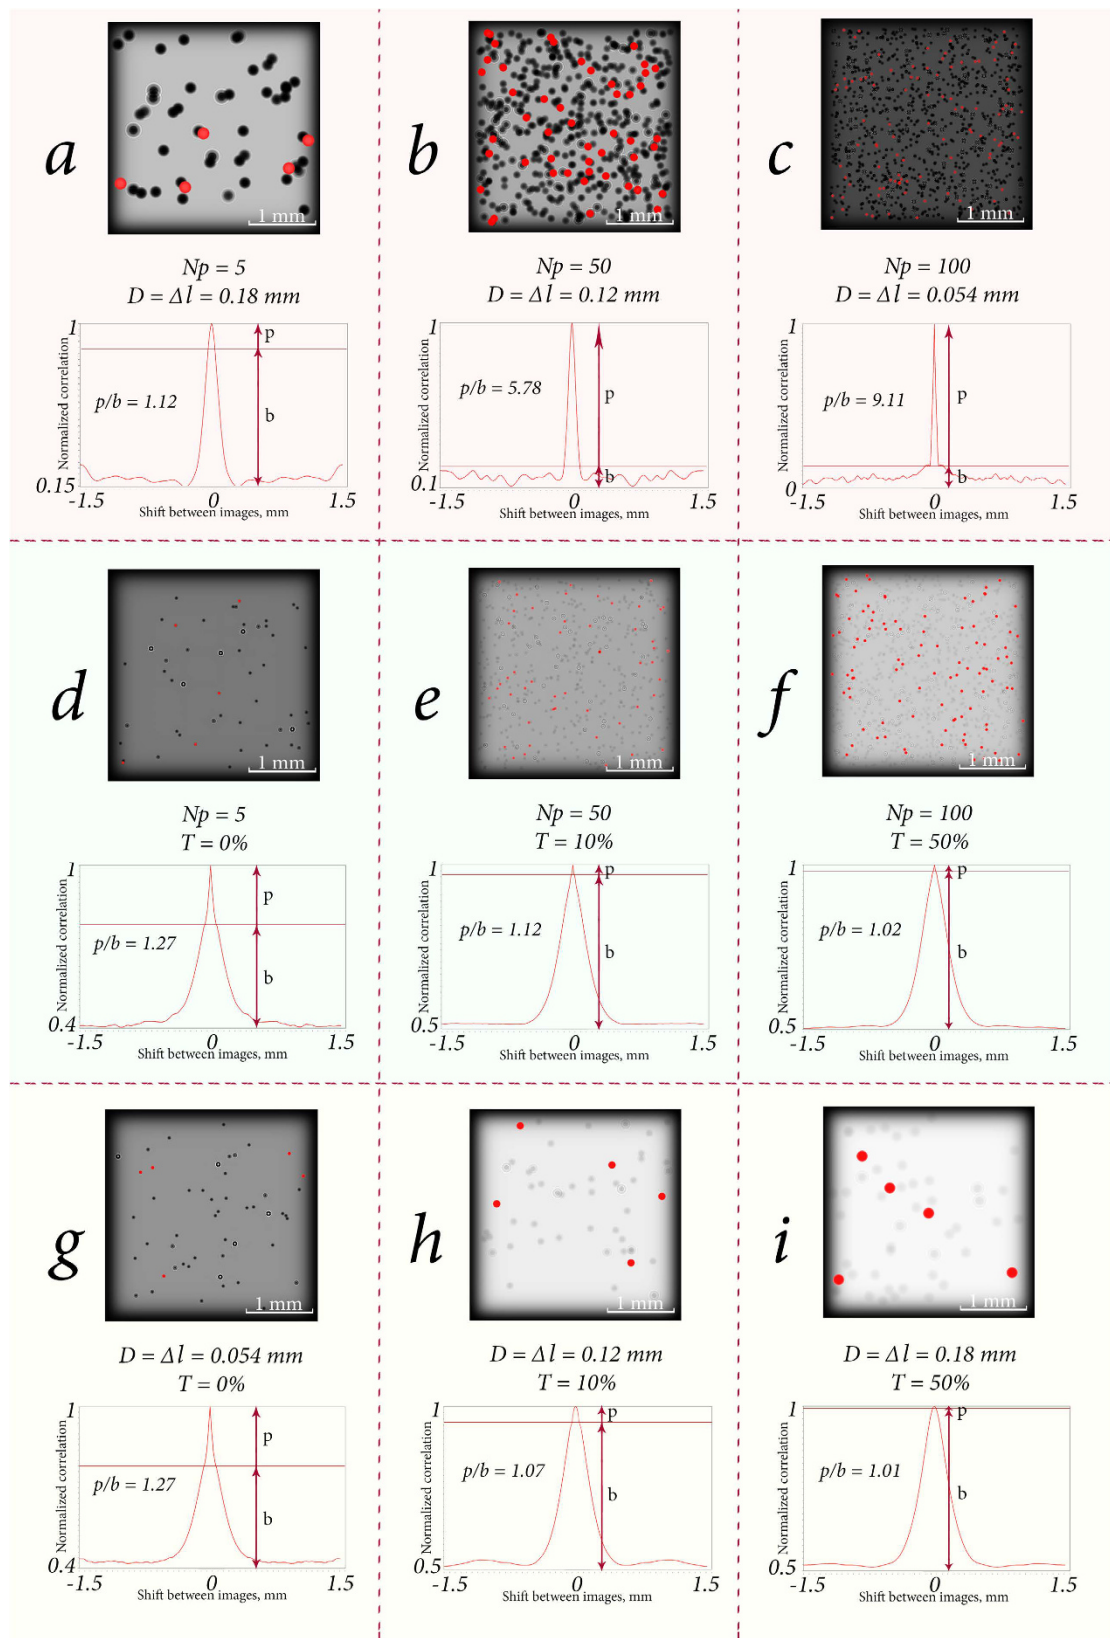 a
1 mm
Np = 5
D = Δl = 0.18 mm
1
Normalized correlation
p
p/b = 1.12
b
0.15
-1.5
0
1.5
Shift between images, mm
b
1 mm
Np = 50
D = Δl = 0.12 mm
1
Normalized correlation
p/b = 5.78
p
b
0.1
-1.5
0
1.5
Shift between images, mm
c
1 mm
Np = 100
D = Δl = 0.054 mm
1
Normalized correlation
p/b = 9.11
p
b
0
-1.5
0
1.5
Shift between images, mm
d
1 mm
Np = 5
T = 0%
1
Normalized correlation
p
p/b = 1.27
b
0.4
-1.5
0
1.5
Shift between images, mm
e
1 mm
Np = 50
T = 10%
1
Normalized correlation
p
p/b = 1.12
b
0.5
-1.5
0
1.5
Shift between images, mm
f
1 mm
Np = 100
T = 50%
1
Normalized correlation
p
p/b = 1.02
b
0.5
-1.5
0
1.5
Shift between images, mm
g
1 mm
D = Δl = 0.054 mm
T = 0%
1
Normalized correlation
p
p/b = 1.27
b
0.4
-1.5
0
1.5
Shift between images, mm
h
1 mm
D = Δl = 0.12 mm
T = 10%
1
Normalized correlation
p
p/b = 1.07
b
0.5
-1.5
0
1.5
Shift between images, mm
i
1 mm
D = Δl = 0.18 mm
T = 50%
1
Normalized correlation
p
p/b = 1.01
b
0.5
-1.5
0
1.5
Shift between images, mm